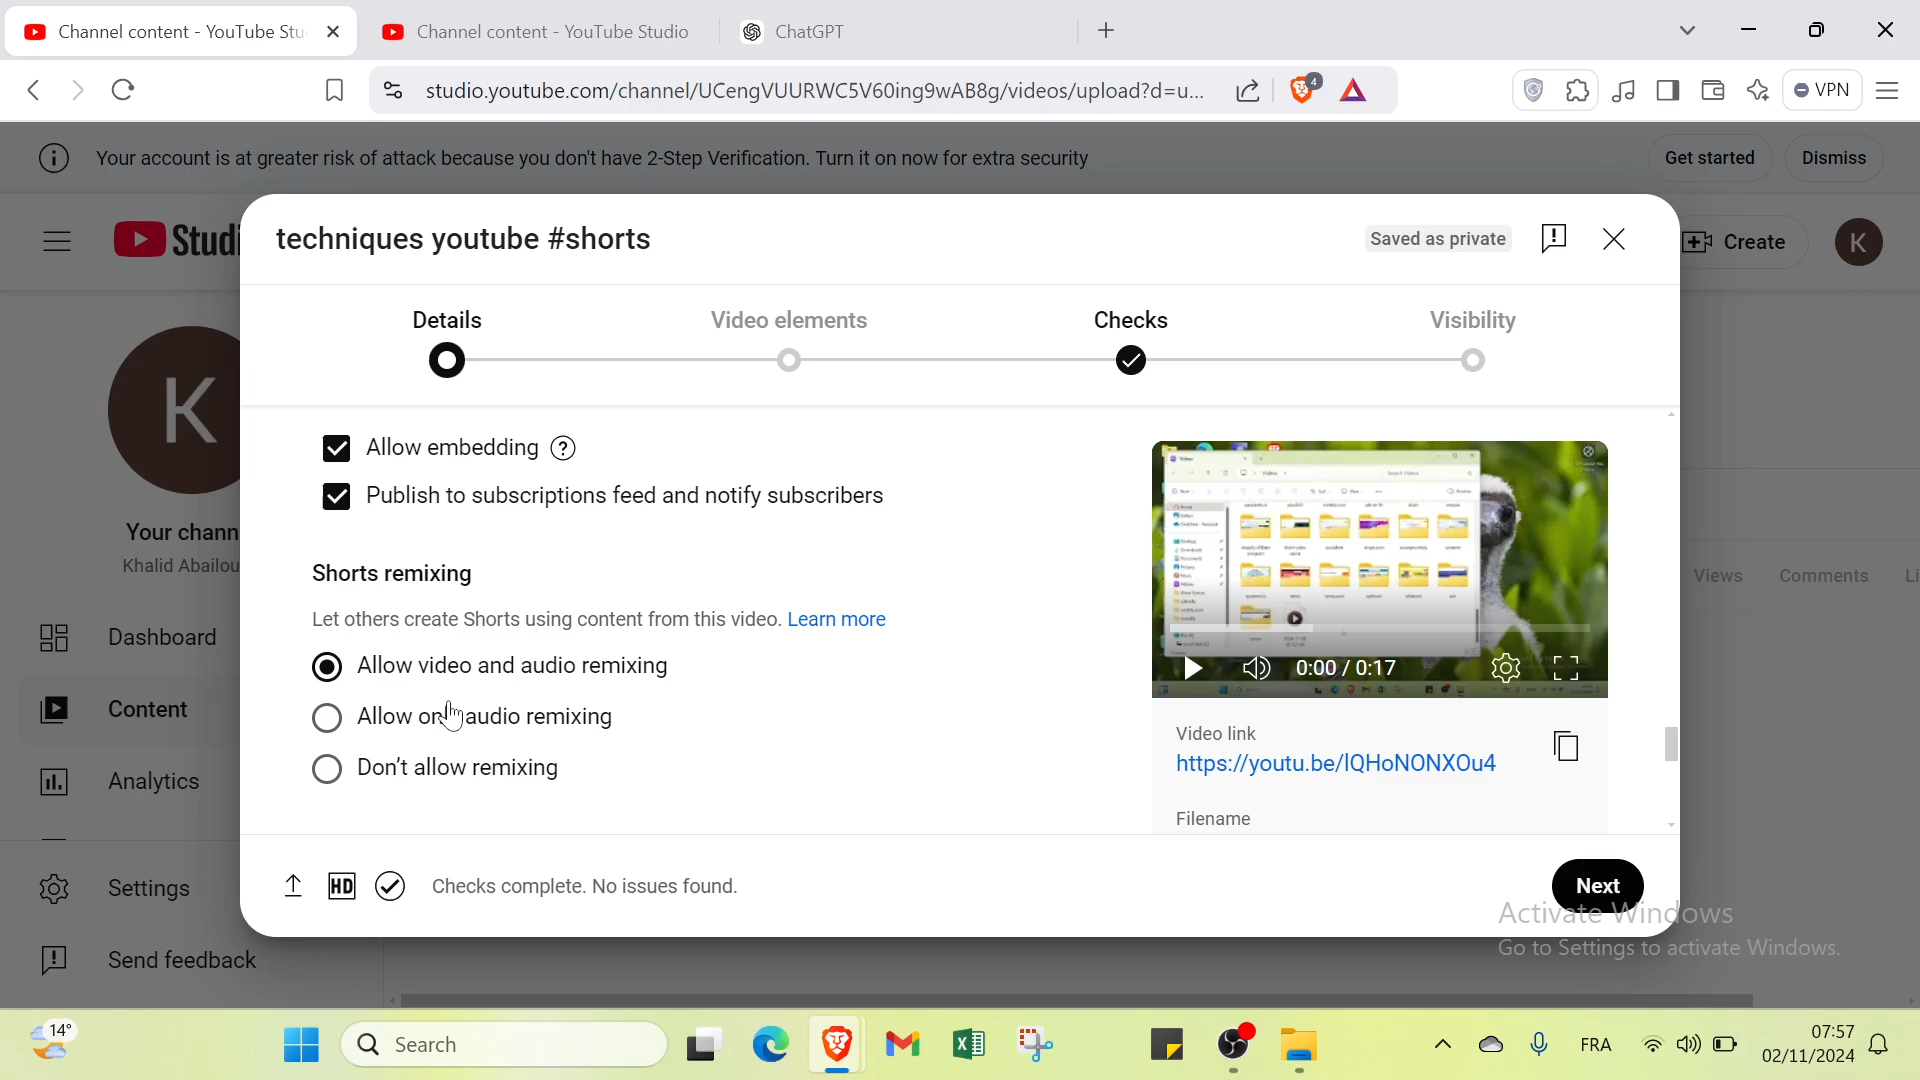 Channel content - YouTube Stu
Channel content - YouTube Studio
ChatGPT
studio.youtube.com/channel/UCengVUURWC5V60ing9wAB8g/videos/upload?d=u...
4
VPN
Your account is at greater risk of attack because you don't have 2-Step Verification. Turn it on now for extra security
Get started
Dismiss
Studi
techniques youtube #shorts
Saved as private
Create
K
Details
Video elements
Checks
Visibility
K
Your chann
Khalid Abailou
Allow embedding
Publish to subscriptions feed and notify subscribers
Shorts remixing
Let others create Shorts using content from this video. Learn more
Allow video and audio remixing
Allow on audio remixing
Don't allow remixing
0:00 / 0:17
Video link
https://youtu.be/lQHoNONXOu4
Filename
Views
Comments
Li
Dashboard
Content
Analytics
Settings
Send feedback
HD
Checks complete. No issues found.
Next
Activate Windows
Go to Settings to activate Windows.
14°
Search
FRA
07:57
02/11/2024